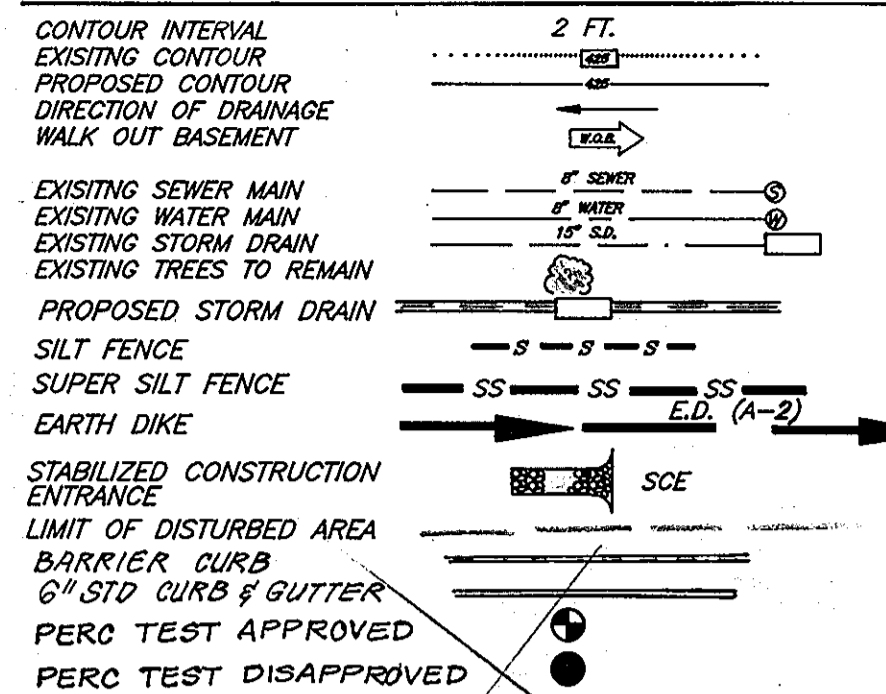 CONTOUR INTERVAL 2 FT.
EXISITNG CONTOUR 425
PROPOSED CONTOUR 425
DIRECTION OF DRAINAGE
WALK OUT BASEMENT W.O.B.
EXISITNG SEWER MAIN 8" SEWER S
EXISITNG WATER MAIN 8" WATER W
EXISTING STORM DRAIN 15" S.D.
EXISTING TREES TO REMAIN
PROPOSED STORM DRAIN
SILT FENCE S S S
SUPER SILT FENCE SS SS SS
EARTH DIKE E.D. (A-2)
STABILIZED CONSTRUCTION
ENTRANCE SCE
LIMIT OF DISTURBED AREA
BARRIER CURB
6" STD CURB & GUTTER
PERC TEST APPROVED
PERC TEST DISAPPROVED